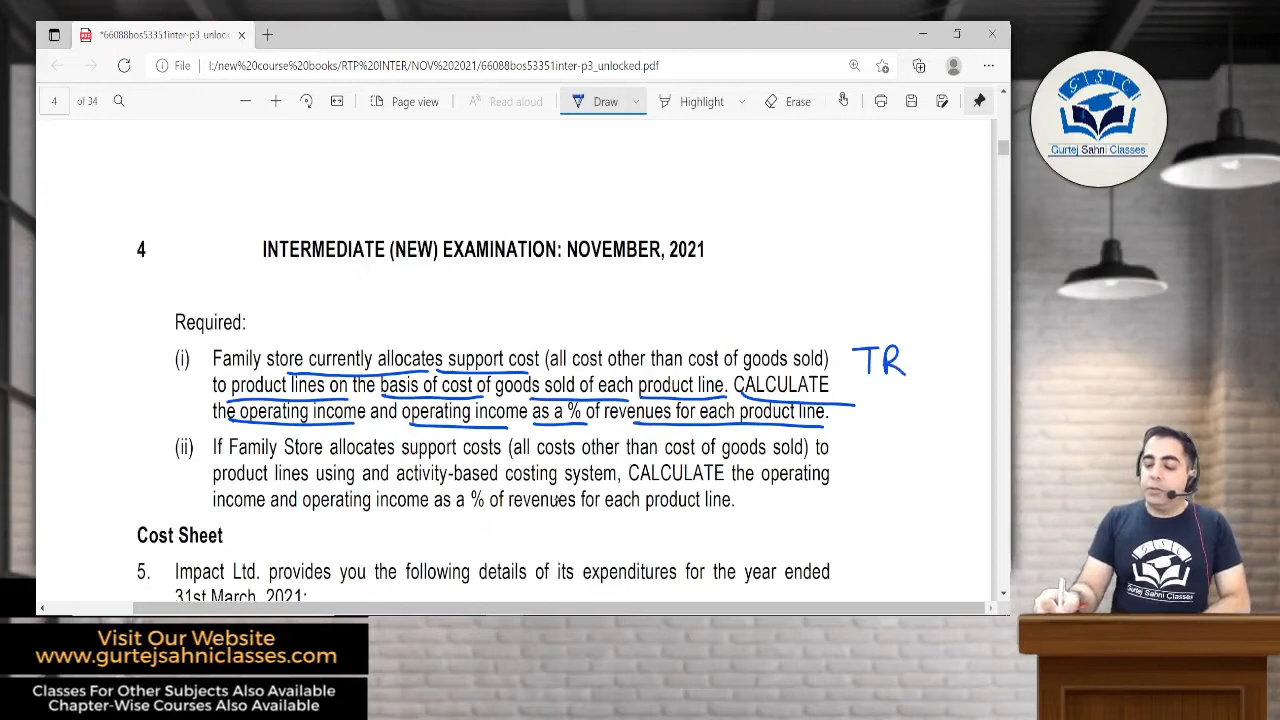 *66088bos53351inter-p3_unlock
File I:/new%20course%20books/RTP%20INTER/NOV%202021/66088bos53351inter-p3_unlocked.pdf
4 of 34 Page view Read aloud Draw Highlight Erase
GSC
Gurtej Sahni Classes
4 INTERMEDIATE (NEW) EXAMINATION: NOVEMBER, 2021
Required:
(i) Family store currently allocates support cost (all cost other than cost of goods sold)
to product lines on the basis of cost of goods sold of each product line. CALCULATE
the operating income and operating income as a % of revenues for each product line.
TR
(ii) If Family Store allocates support costs (all costs other than cost of goods sold) to
product lines using and activity-based costing system, CALCULATE the operating
income and operating income as a % of revenues for each product line.
Cost Sheet
5. Impact Ltd. provides you the following details of its expenditures for the year ended
31st March, 2021:
GSC
Gurtej Sahni Classes
Visit Our Website
www.gurtejsahniclasses.com
Classes For Other Subjects Also Available
Chapter-Wise Courses Also Available